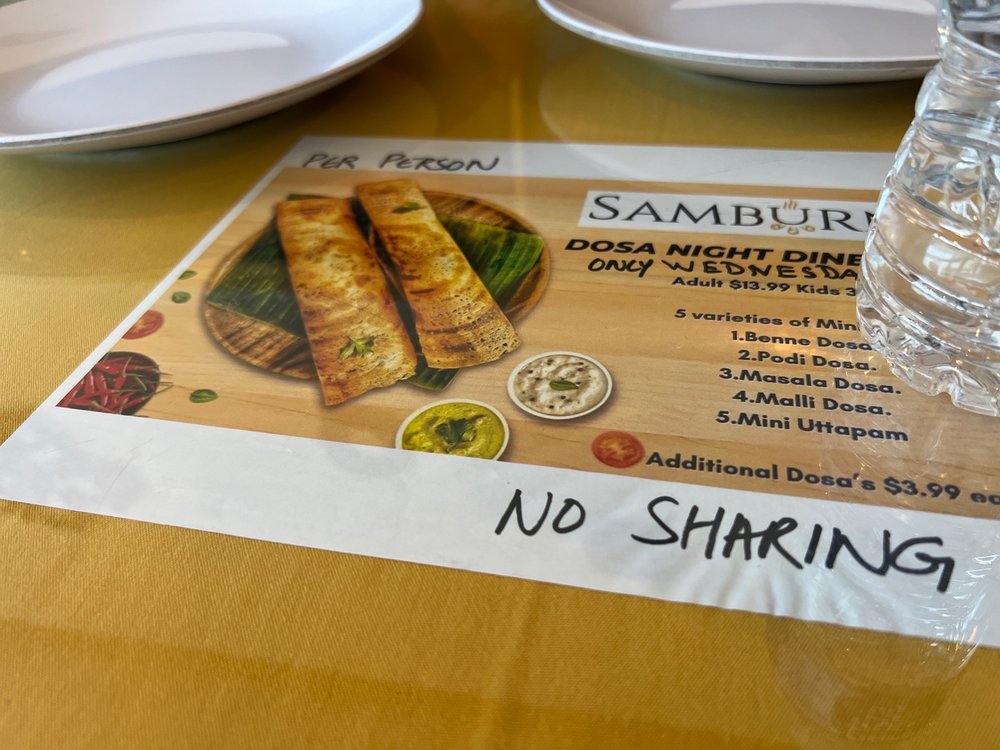 PER PERSON
SAMBUR
DOSA NIGHT DINE
ONLY WEDNESDA
Adult $13.99 Kids 3
5 varieties of Min
1.Benne Dosa
2.Podi Dosa.
3.Masala Dosa.
4.Malli Dosa.
5.Mini Uttapam
Additional Dosa's $3.99 ea
NO SHARING